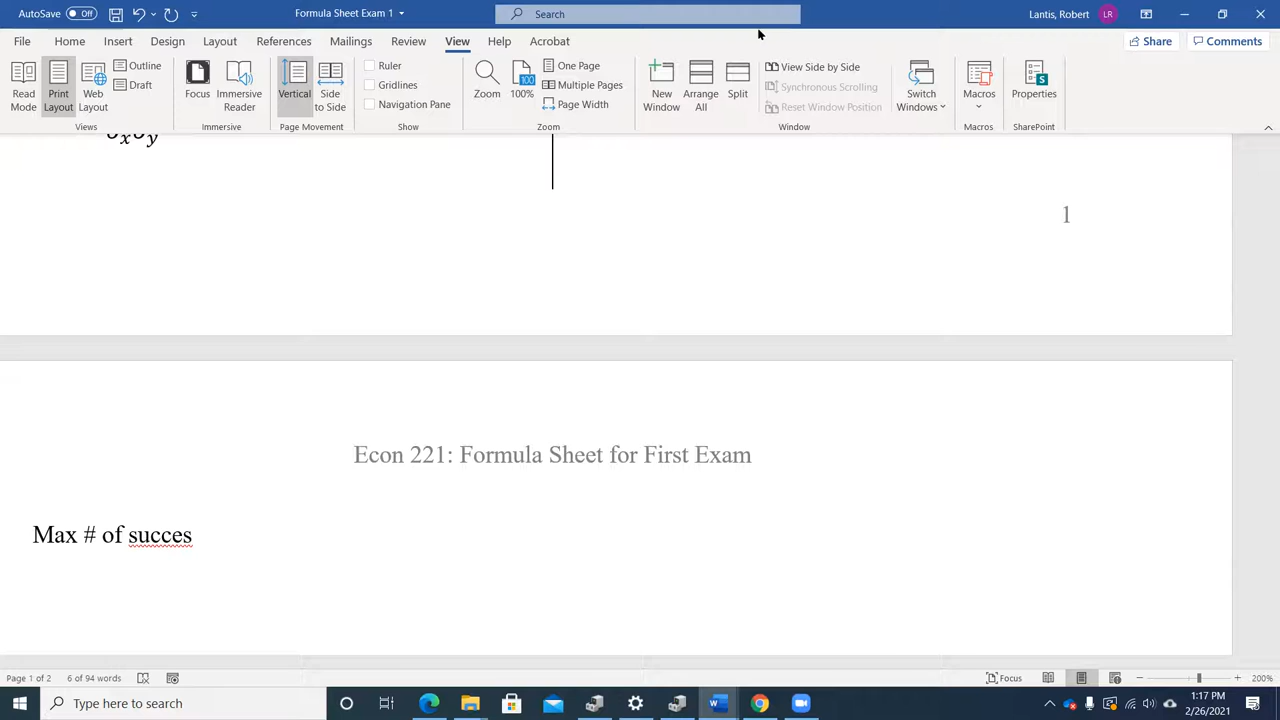 AutoSave Off Formula Sheet Exam 1 Search Lantis, Robert LR
File Home Insert Design Layout References Mailings Review View Help Acrobat Share Comments
Read Mode
Print Layout
Web Layout
Outline
Draft
Views
Focus
Immersive Reader
Immersive
Vertical
Side to Side
Page Movement
Ruler
Gridlines
Navigation Pane
Show
Zoom
100
100%
One Page
Multiple Pages
Page Width
Zoom
New Window
Arrange All
Split
View Side by Side
Synchronous Scrolling
Reset Window Position
Window
Switch Windows
Macros
Macros
S
Properties
SharePoint
1
Econ 221: Formula Sheet for First Exam
Max # of succes
Page 1 of 2 6 of 94 words Focus 200%
Type here to search
1:17 PM
2/26/2021